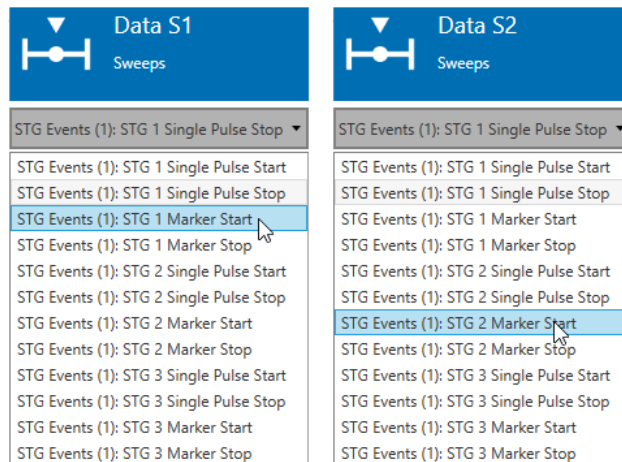 Data S1
Sweeps
STG Events (1): STG 1 Single Pulse Stop
STG Events (1): STG 1 Single Pulse Start
STG Events (1): STG 1 Single Pulse Stop
STG Events (1): STG 1 Marker Start
STG Events (1): STG 1 Marker Stop
STG Events (1): STG 2 Single Pulse Start
STG Events (1): STG 2 Single Pulse Stop
STG Events (1): STG 2 Marker Start
STG Events (1): STG 2 Marker Stop
STG Events (1): STG 3 Single Pulse Start
STG Events (1): STG 3 Single Pulse Stop
STG Events (1): STG 3 Marker Start
STG Events (1): STG 3 Marker Stop
Data S2
Sweeps
STG Events (1): STG 1 Single Pulse Stop
STG Events (1): STG 1 Single Pulse Start
STG Events (1): STG 1 Single Pulse Stop
STG Events (1): STG 1 Marker Start
STG Events (1): STG 1 Marker Stop
STG Events (1): STG 2 Single Pulse Start
STG Events (1): STG 2 Single Pulse Stop
STG Events (1): STG 2 Marker Start
STG Events (1): STG 2 Marker Stop
STG Events (1): STG 3 Single Pulse Start
STG Events (1): STG 3 Single Pulse Stop
STG Events (1): STG 3 Marker Start
STG Events (1): STG 3 Marker Stop